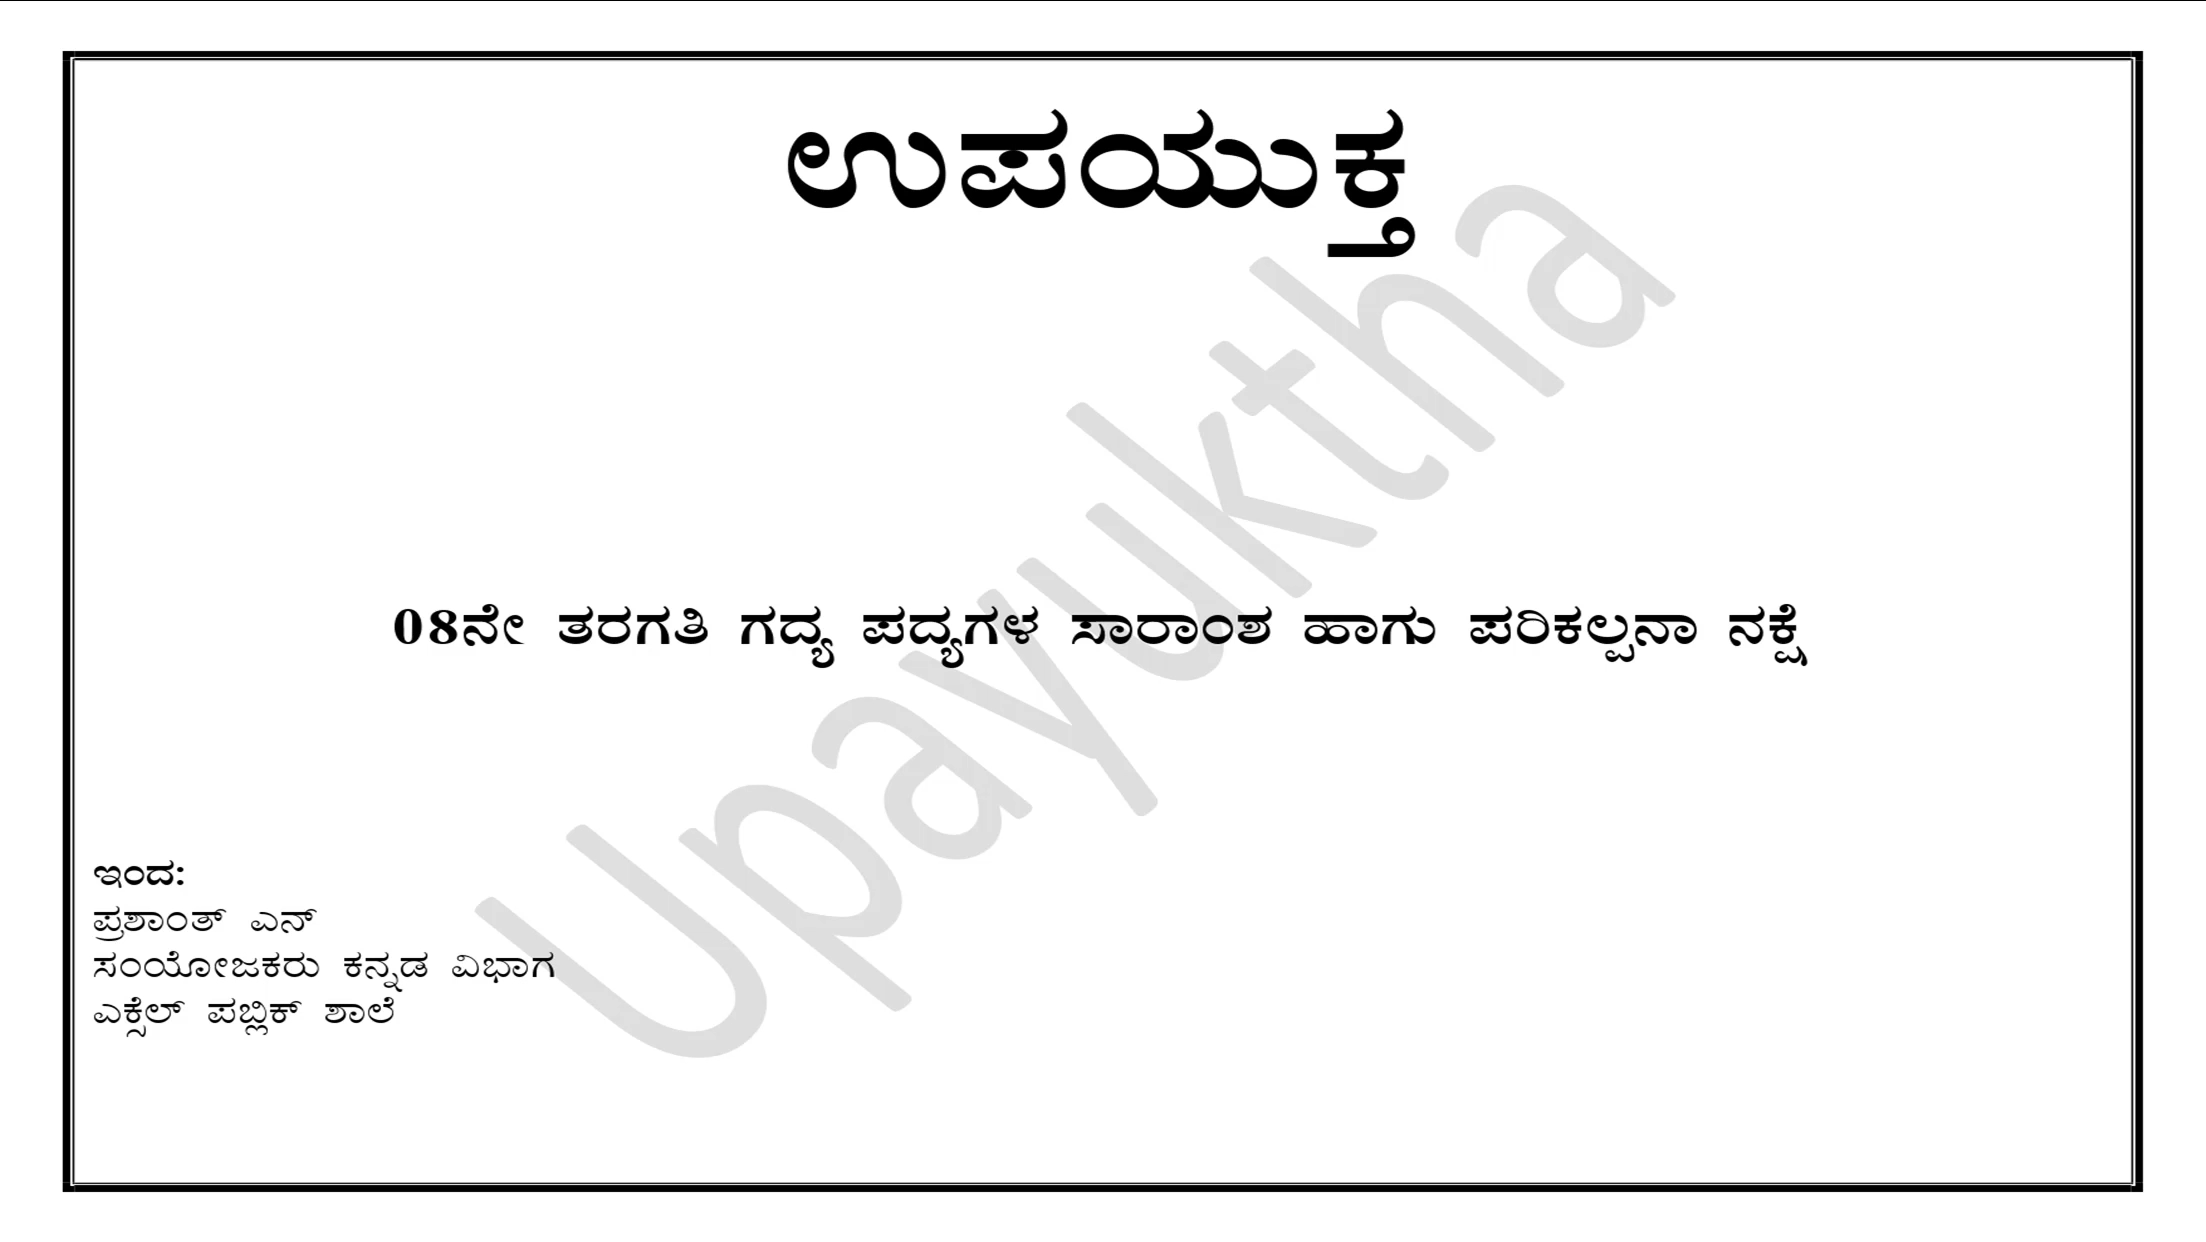 ಉಪಯುಕ್ತ
08ನೇ ತರಗತಿ ಗದ್ಯ ಪದ್ಯಗಳ ಸಾರಾಂಶ ಹಾಗು ಪರಿಕಲ್ಪನಾ ನಕ್ಷೆ
Upayuktha
ಇಂದ:
ಪ್ರಶಾಂತ್ ಎನ್
ಸಂಯೋಜಕರು ಕನ್ನಡ ವಿಭಾಗ
ಎಕ್ಸೆಲ್ ಪಬ್ಲಿಕ್ ಶಾಲೆ